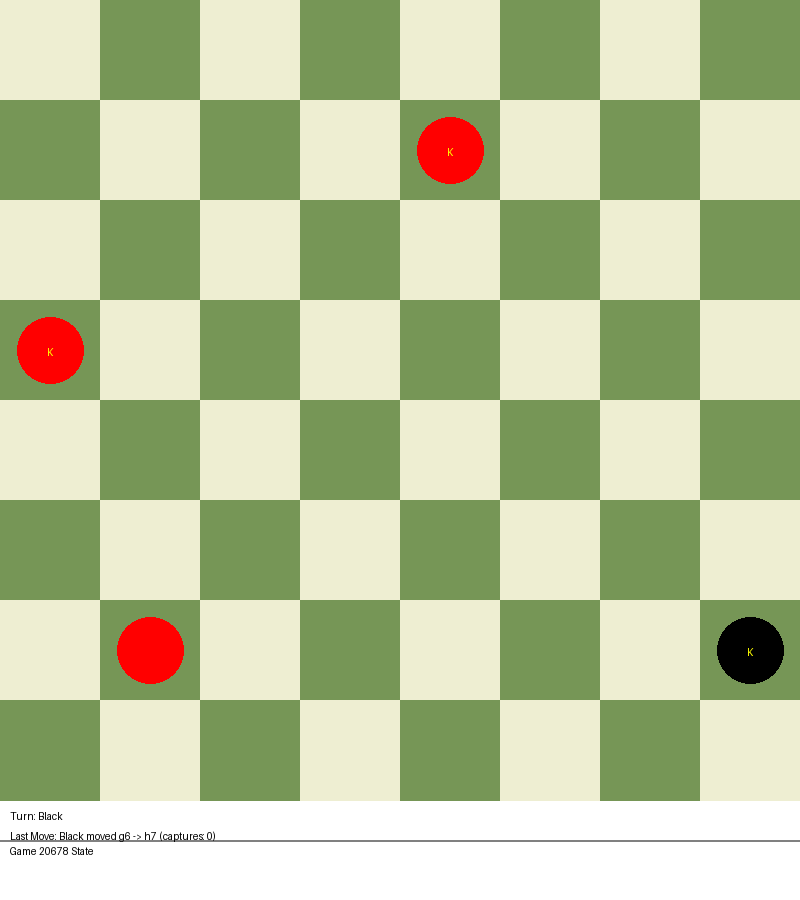 K
K
K
Turn: Black
Last Move: Black moved g6 -> h7 (captures: 0)
Game 20678 State